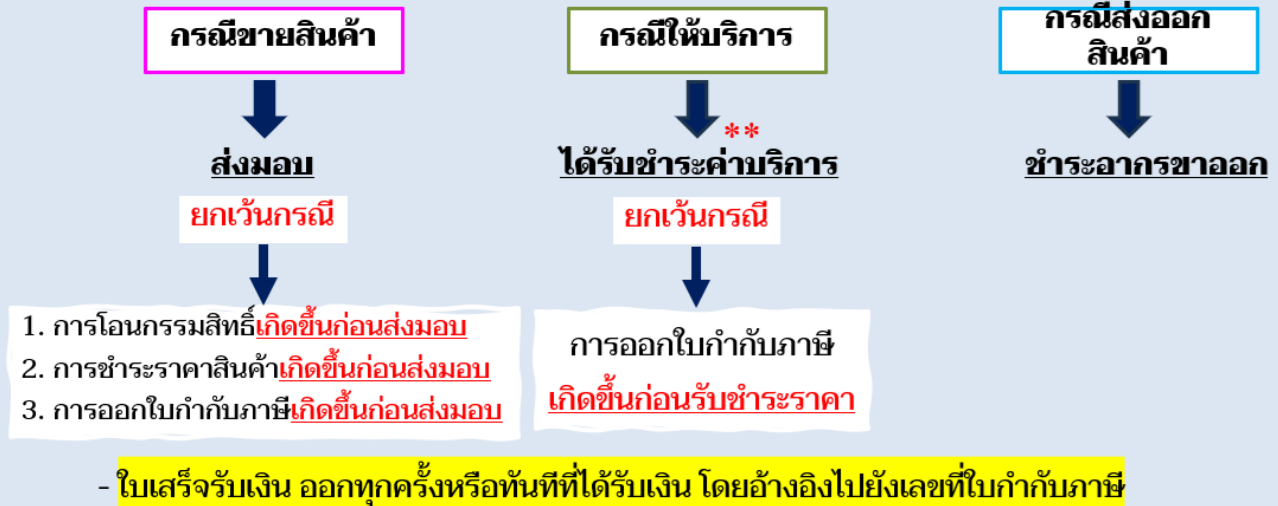 กรณีขายสินค้า
กรณีให้บริการ
กรณีส่งออก
สินค้า
**
ส่งมอบ
ได้รับชำระค่าบริการ
ชำระอากรขาออก
ยกเว้นกรณี
ยกเว้นกรณี
1. การโอนกรรมสิทธิ์เกิดขึ้นก่อนส่งมอบ
2. การชำระราคาสินค้าเกิดขึ้นก่อนส่งมอบ
3. การออกใบกำกับภาษีเกิดขึ้นก่อนส่งมอบ
การออกใบกำกับภาษี
เกิดขึ้นก่อนรับชำระราคา
- ใบเสร็จรับเงิน ออกทุกครั้งหรือทันทีที่ได้รับเงิน โดยอ้างอิงไปยังเลขที่ใบกำกับภาษี